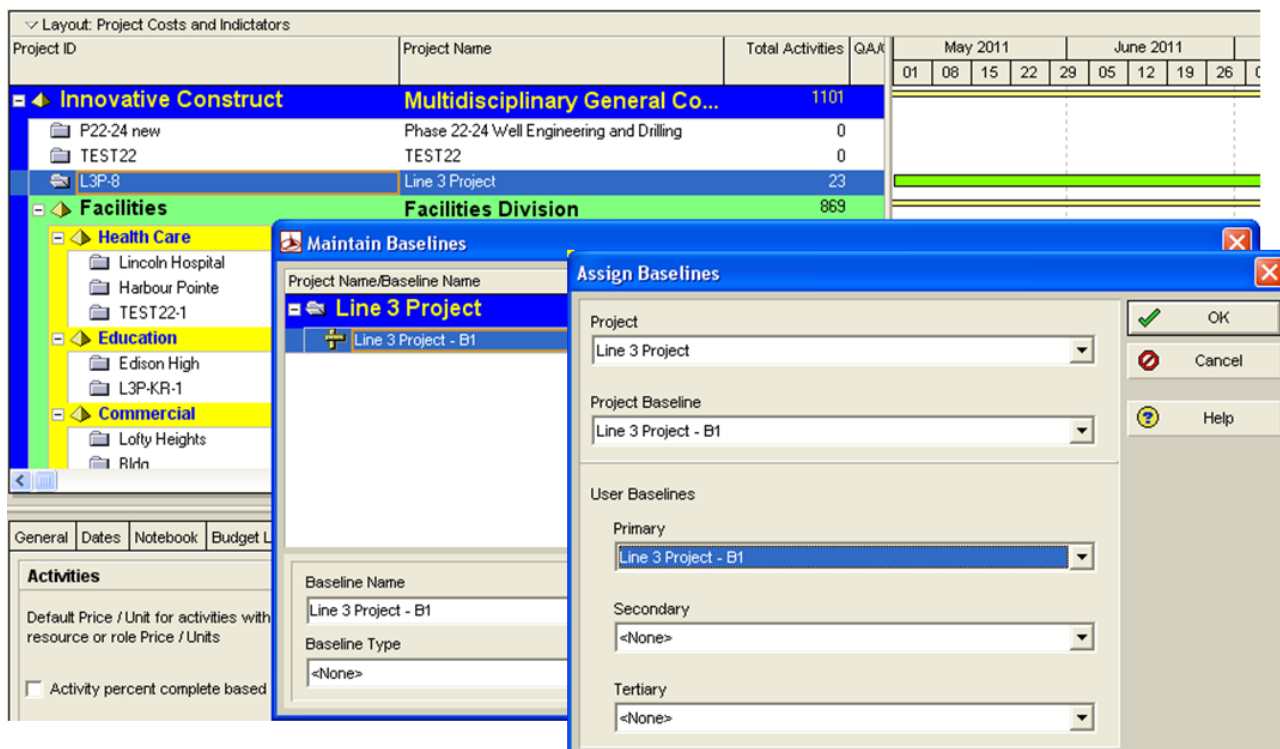 Layout: Project Costs and Indictators
Project ID Project Name Total Activities QA/ May 2011 June 2011
01 08 15 22 29 05 12 19 26
Innovative Construct Multidisciplinary General Co... 1101
P22-24 new Phase 22-24 Well Engineering and Drilling 0
TEST22 TEST22 0
L3P-8 Line 3 Project 23
Facilities Facilities Division 869
Health Care
Lincoln Hospital
Harbour Pointe
TEST22-1
Education
Edison High
L3P-KR-1
Commercial
Lofty Heights
Bldg
General Dates Notebook Budget L
Activities
Default Price / Unit for activities with
resource or role Price / Units
Activity percent complete based
Maintain Baselines
Project Name/Baseline Name
Line 3 Project
Line 3 Project - B1
Baseline Name
Line 3 Project - B1
Baseline Type
<None>
Assign Baselines
Project
Line 3 Project
Project Baseline
Line 3 Project - B1
User Baselines
Primary
Line 3 Project - B1
Secondary
<None>
Tertiary
<None>
OK
Cancel
Help